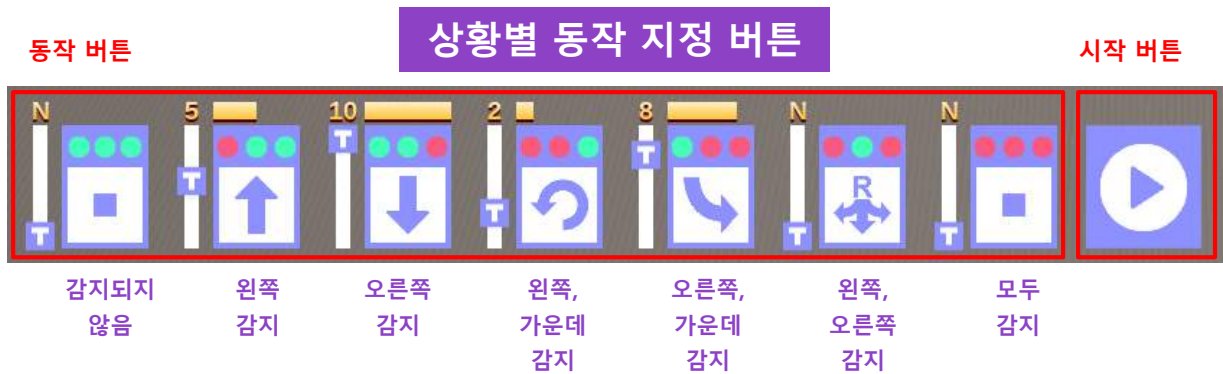 상황별 동작 지정 버튼
동작 버튼
시작 버튼
N 5 10 2 8 N N
T T T T T T T
R
감지되지 않음
왼쪽 감지
오른쪽 감지
왼쪽, 가운데 감지
오른쪽, 가운데 감지
왼쪽, 오른쪽 감지
모두 감지